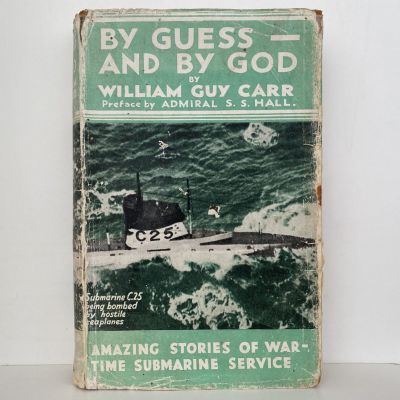 BY GUESS —
AND BY GOD
BY
WILLIAM GUY CARR
Preface by ADMIRAL S. S. HALL.
C25
Submarine C.25
being bombed
by hostile
seaplanes
AMAZING STORIES OF WAR-
TIME SUBMARINE SERVICE